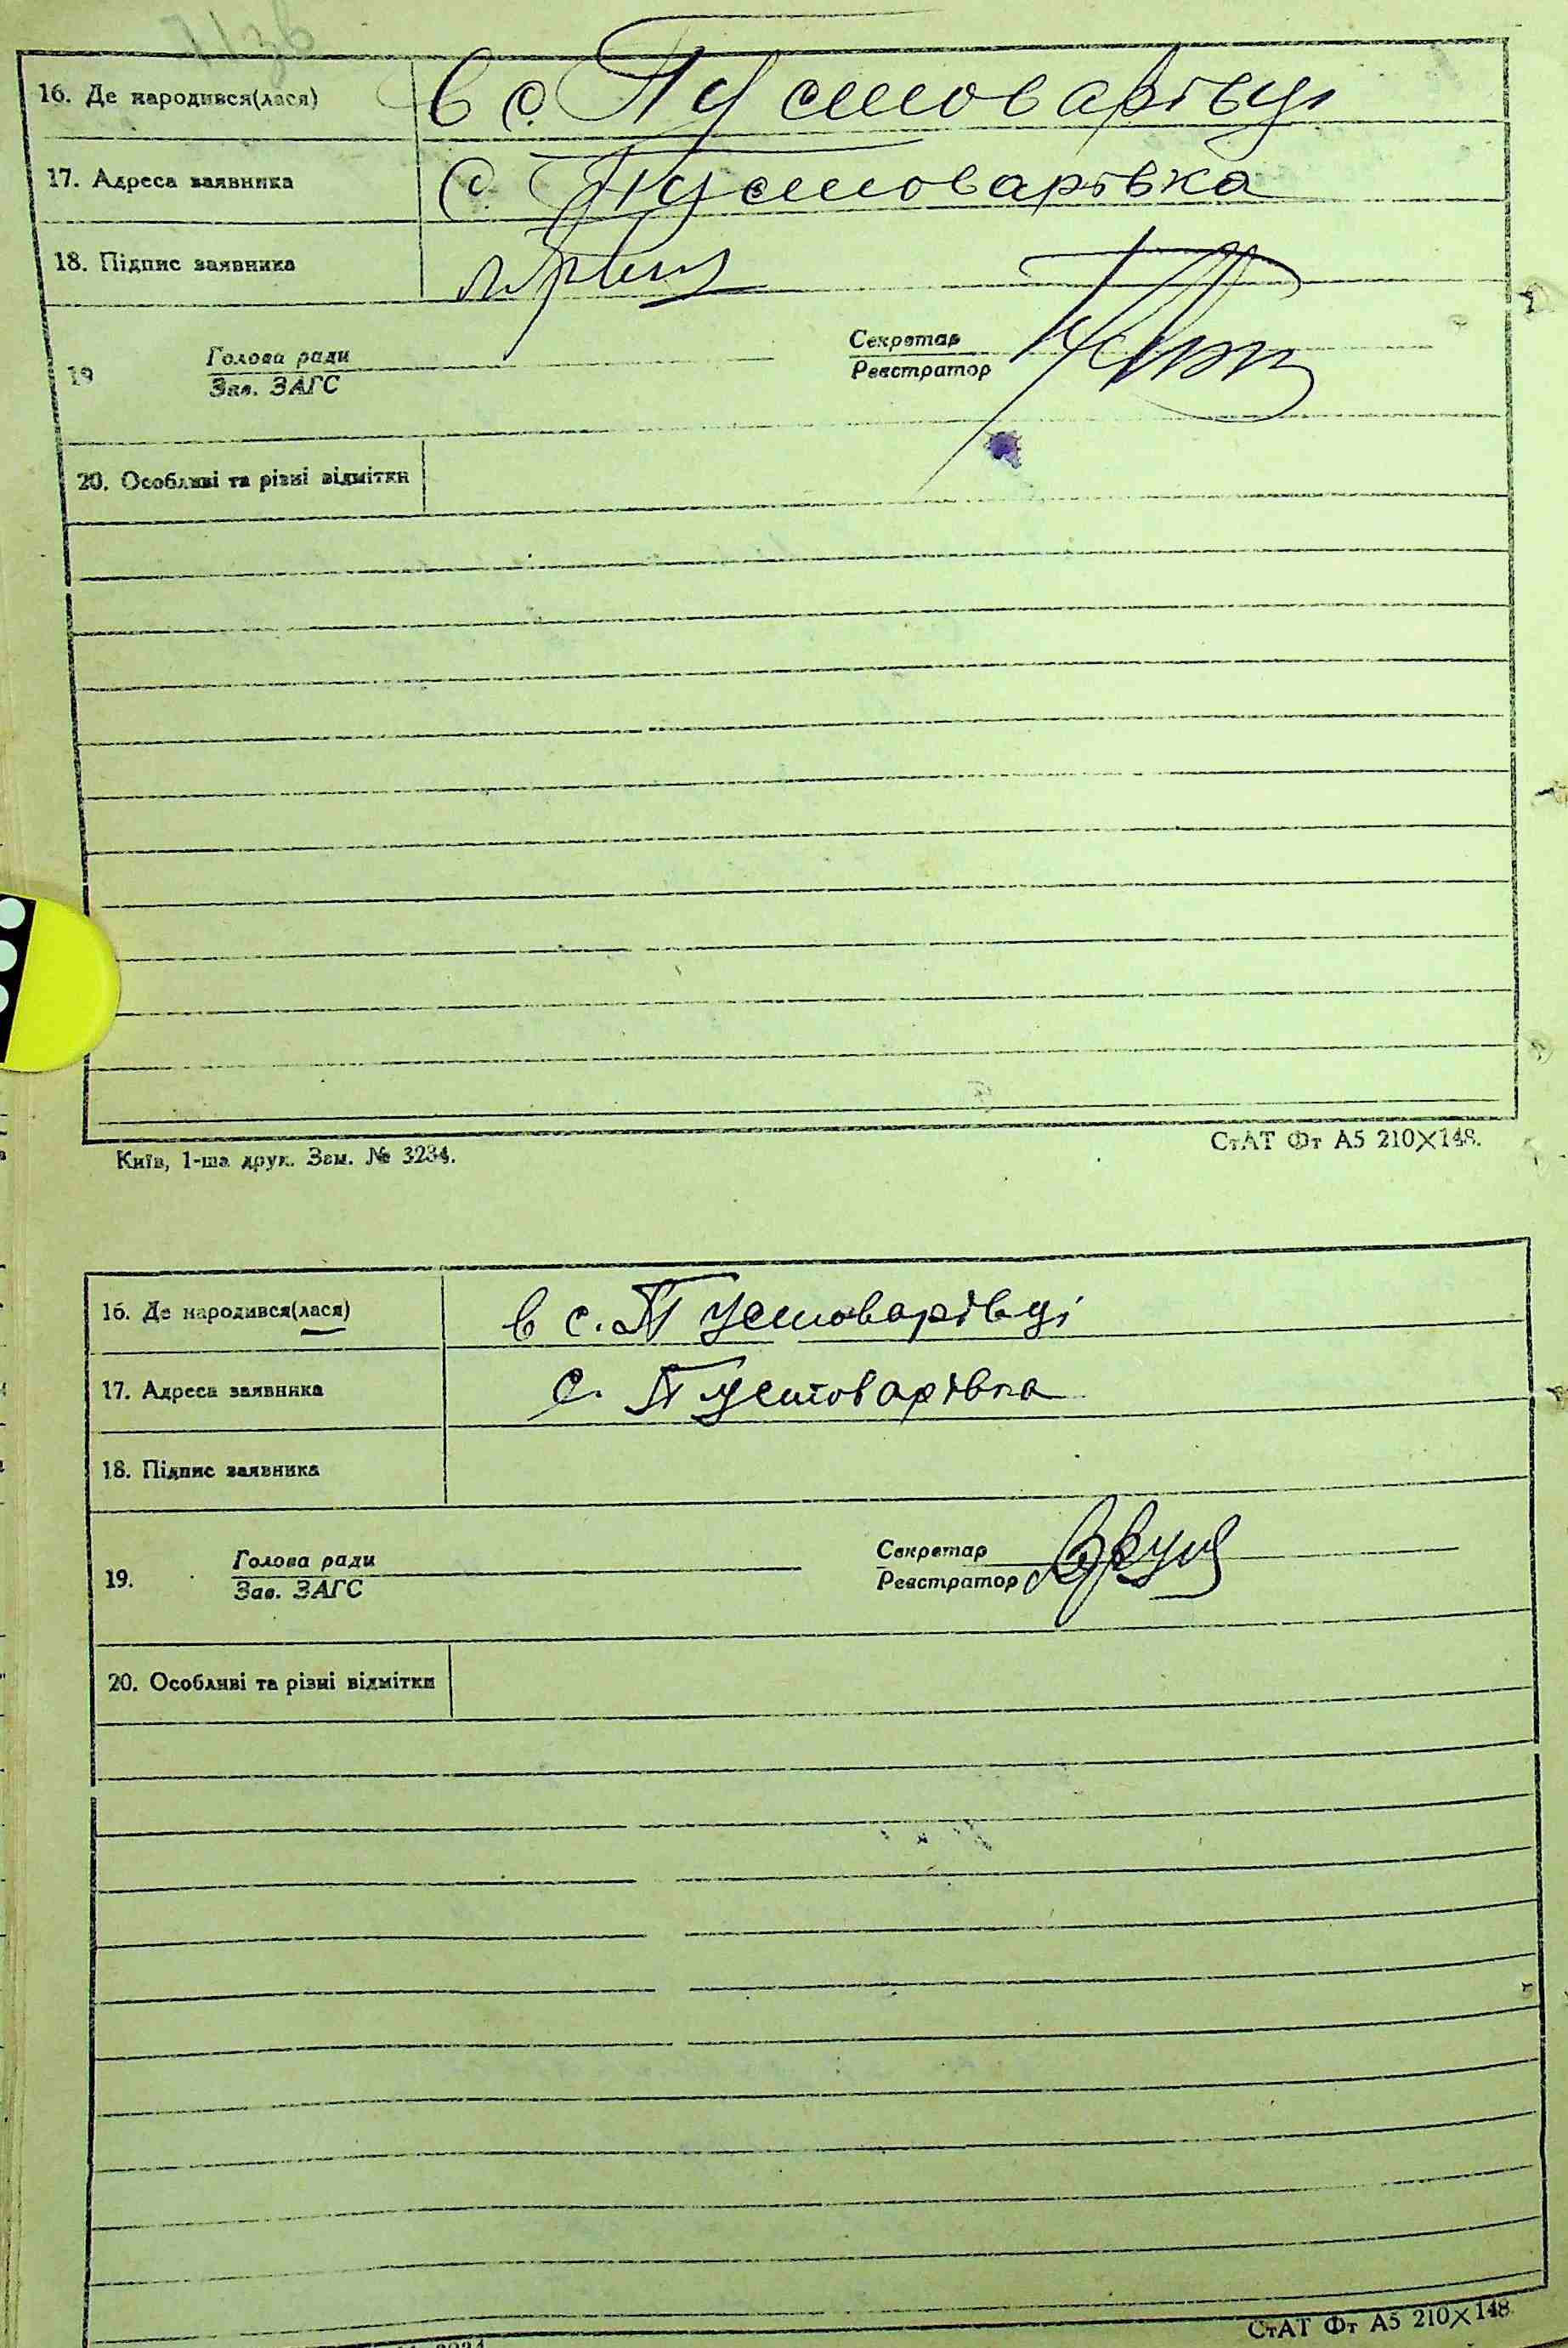 16. Де народився(лася) в с. Пустоварівці
17. Адреса заявника с. Пустоварівка
18. Підпис заявника
19 Голова ради Секретар
Зав. ЗАГС Реєстратор
20. Особливі та різні відмітки
Київ, 1-ша друк. Зам. № 3234. СтАТ Фт А5 210×148.
16. Де народився(лася) в с. Пустоварівці
17. Адреса заявника с. Пустоварівка
18. Підпис заявника
19. Голова ради Секретар
Зав. ЗАГС Реєстратор
20. Особливі та різні відмітки
СтАТ Фт А5 210×148